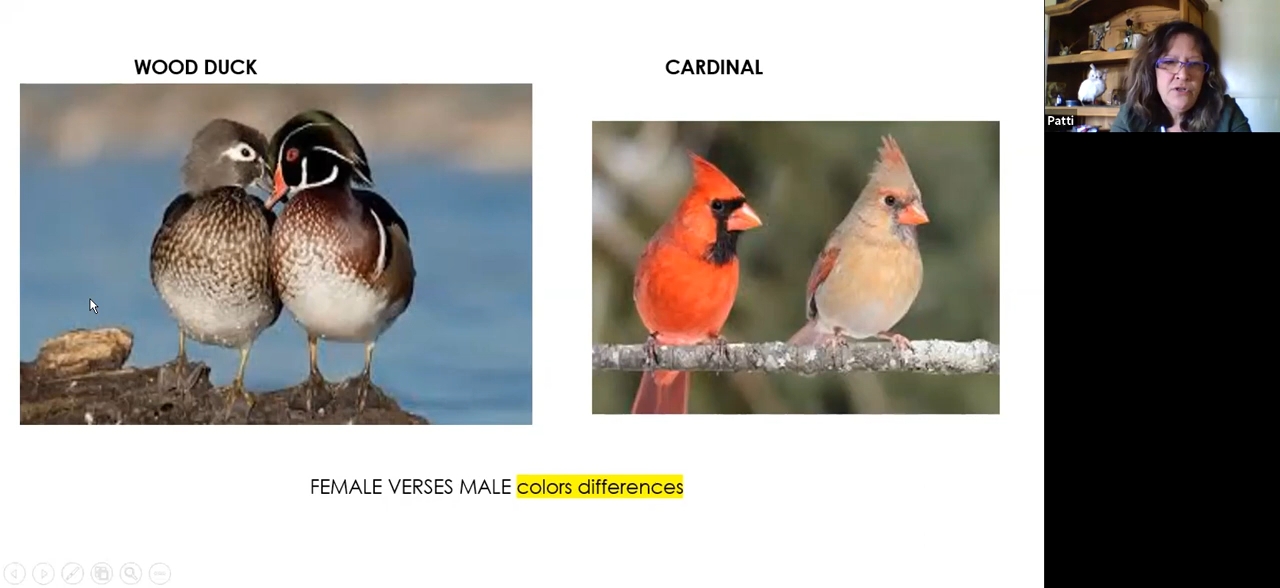 WOOD DUCK
CARDINAL
Patti
FEMALE VERSES MALE colors differences